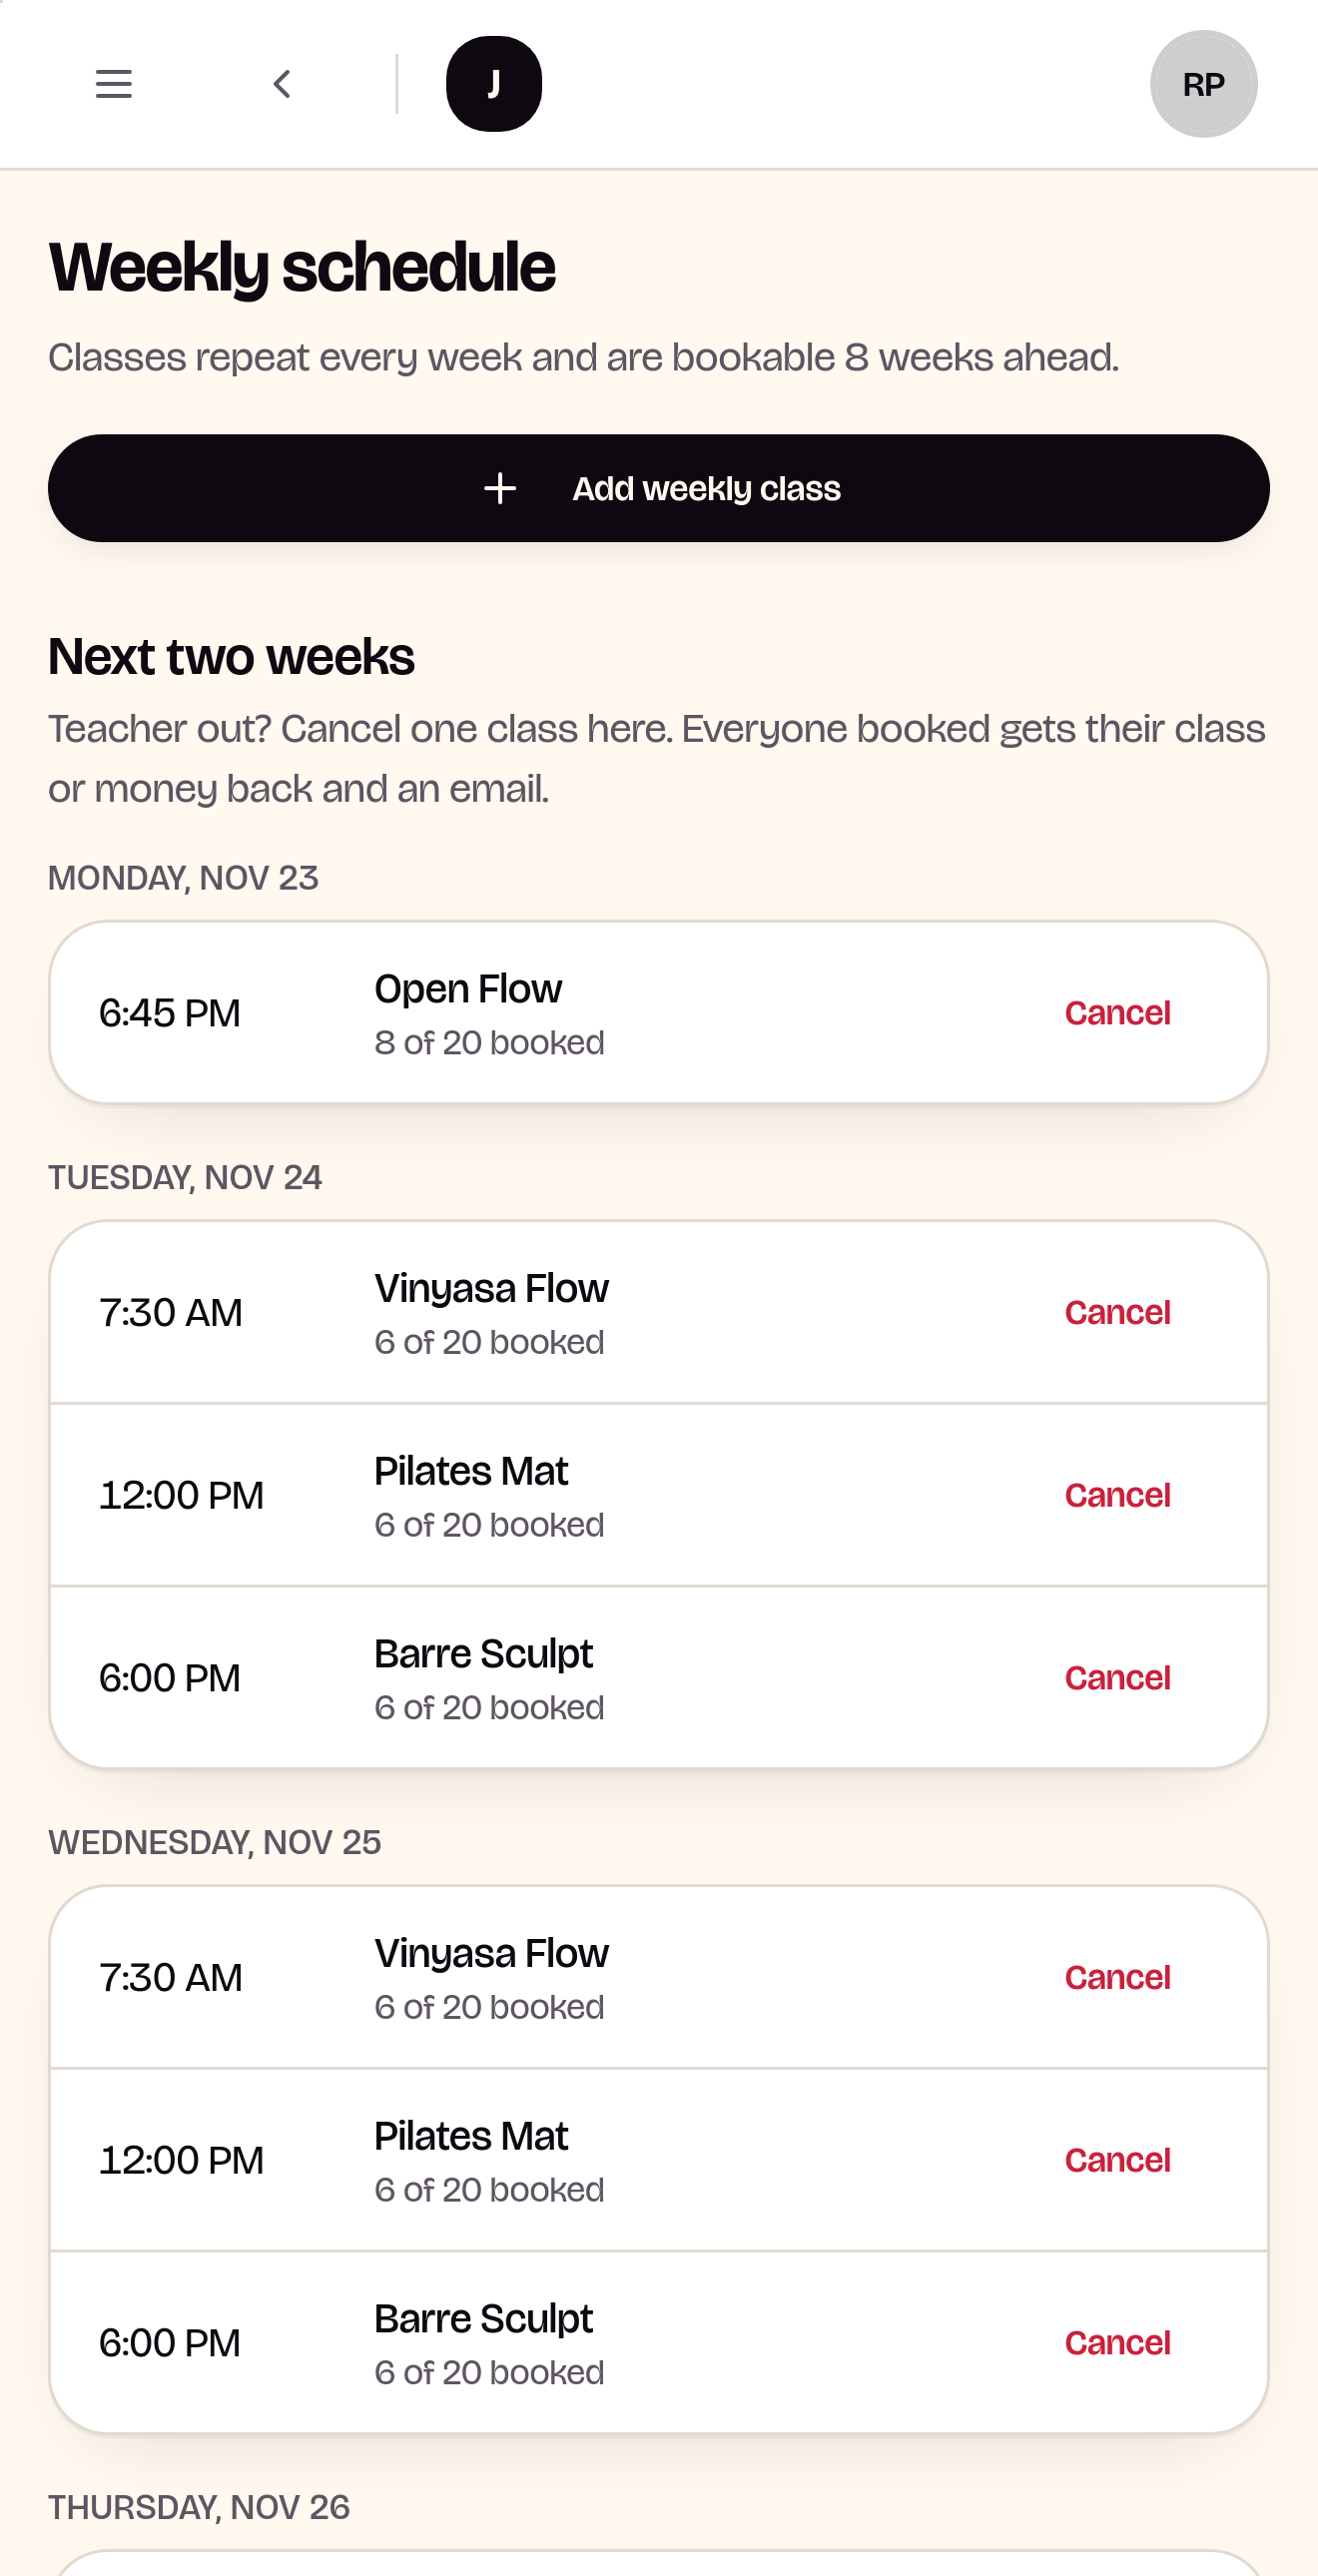 J
RP
Weekly schedule
Classes repeat every week and are bookable 8 weeks ahead.
Add weekly class
Next two weeks
Teacher out? Cancel one class here. Everyone booked gets their class
or money back and an email.
MONDAY, NOV 23
6:45 PM
Open Flow
8 of 20 booked
Cancel
TUESDAY, NOV 24
7:30 AM
Vinyasa Flow
6 of 20 booked
Cancel
12:00 PM
Pilates Mat
6 of 20 booked
Cancel
6:00 PM
Barre Sculpt
6 of 20 booked
Cancel
WEDNESDAY, NOV 25
7:30 AM
Vinyasa Flow
6 of 20 booked
Cancel
12:00 PM
Pilates Mat
6 of 20 booked
Cancel
6:00 PM
Barre Sculpt
6 of 20 booked
Cancel
THURSDAY, NOV 26